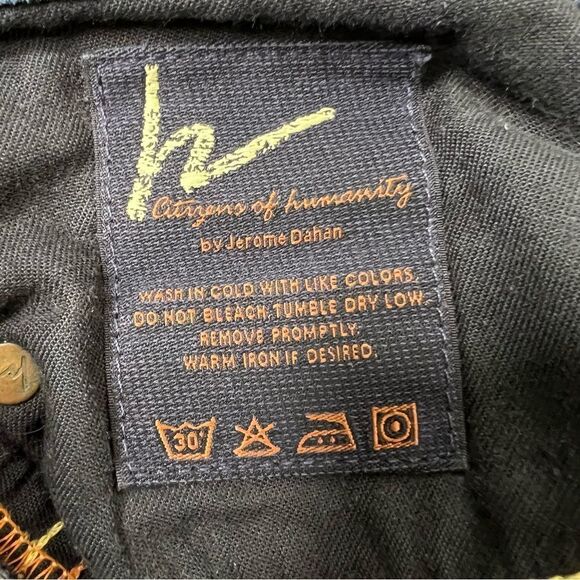 h
Citizens of humanity
by Jerome Dahan
WASH IN COLD WITH LIKE COLORS.
DO NOT BLEACH. TUMBLE DRY LOW
REMOVE PROMPTLY.
WARM IRON IF DESIRED.
30°